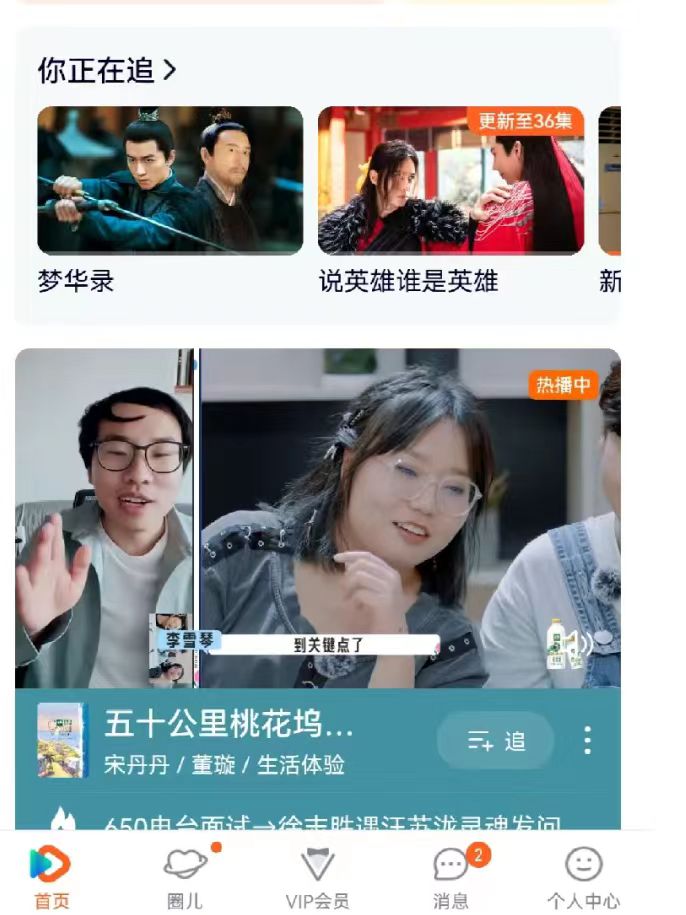 你正在追
更新至36集
梦华录
说英雄谁是英雄
新
热播中
李雪琴
到关键点了
五十公里桃花坞...
追
宋丹丹 / 董璇 / 生活体验
650电台面试→徐志胜遇汪苏泷灵魂发问
2
首页
圈儿
VIP会员
消息
个人中心